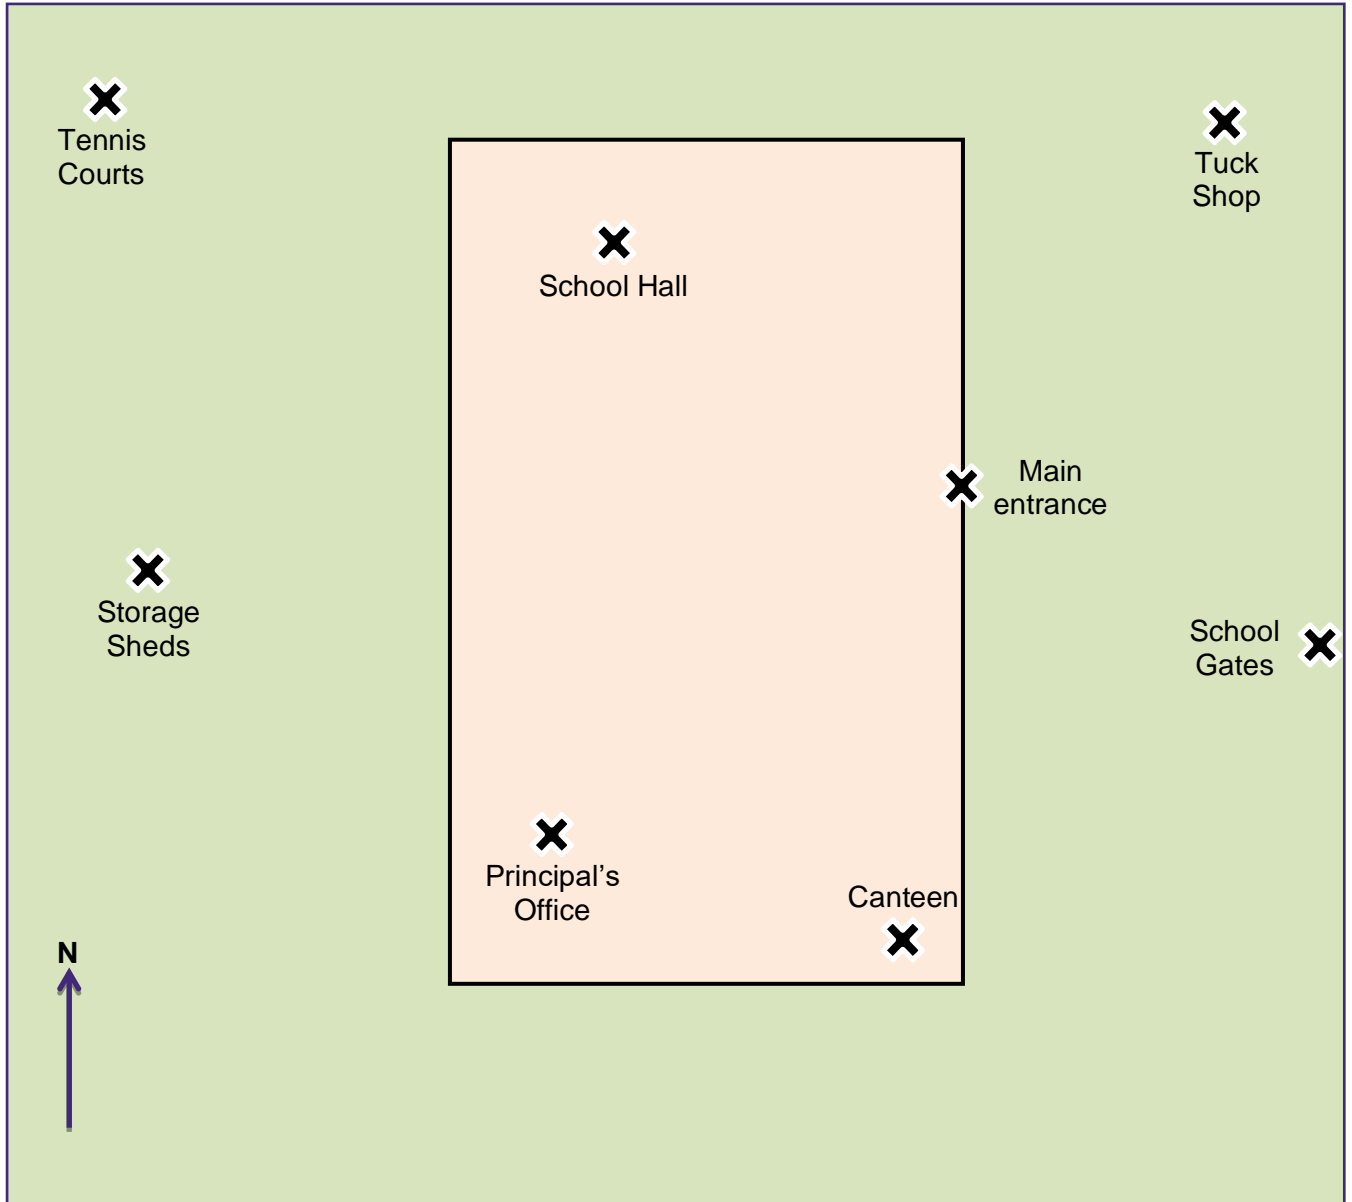 Tennis
Courts
Tuck
Shop
School Hall
Main
entrance
Storage
Sheds
School
Gates
Principal’s
Office
Canteen
N